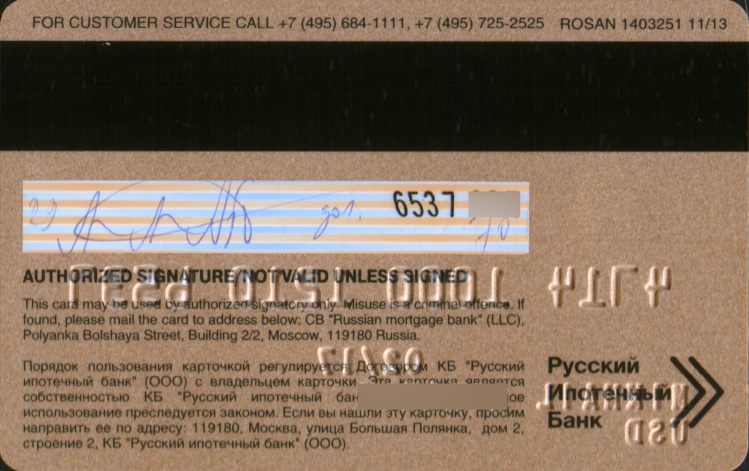 FOR CUSTOMER SERVICE CALL +7 (495) 684-1111, +7 (495) 725-2525 ROSAN 1403251 11/13
6537
AUTHORIZED SIGNATURE/NOT VALID UNLESS SIGNED
This card may be used by authorized signatory only. Misuse is a criminal offence. If
found, please mail the card to address below: CB "Russian mortgage bank" (LLC),
Polyanka Bolshaya Street, Building 2/2, Moscow, 119180 Russia.
Порядок пользования карточкой регулируется Договором КБ "Русский
ипотечный банк" (ООО) с владельцем карточки. Эта карточка является
собственностью КБ "Русский ипотечный
использование преследуется законом. Если вы нашли эту карточку, просим
направить ее по адресу: 119180, Москва, улица Большая Полянка, дом 2,
строение 2, КБ "Русский ипотечный банк" (ООО).
Русский
Ипотечный
Банк